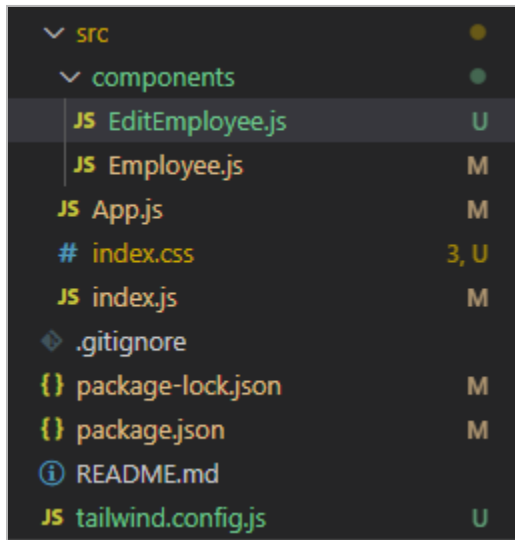 src
components
JS EditEmployee.js U
JS Employee.js M
JS App.js M
# index.css 3, U
JS index.js M
.gitignore
{} package-lock.json M
{} package.json M
README.md
JS tailwind.config.js U